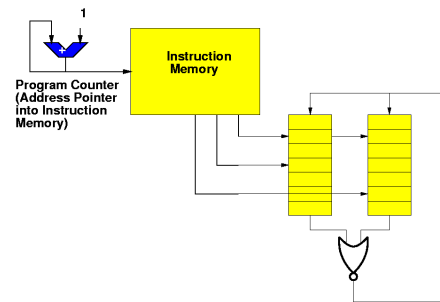 1
+
Instruction
Memory
Program Counter
(Address Pointer
into Instruction
Memory)